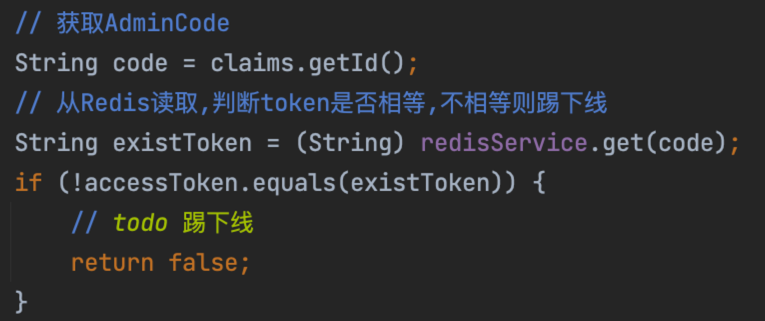 // 获取AdminCode
String code = claims.getId();
// 从Redis读取,判断token是否相等,不相等则踢下线
String existToken = (String) redisService.get(code);
if (!accessToken.equals(existToken)) {
    // todo 踢下线
    return false;
}